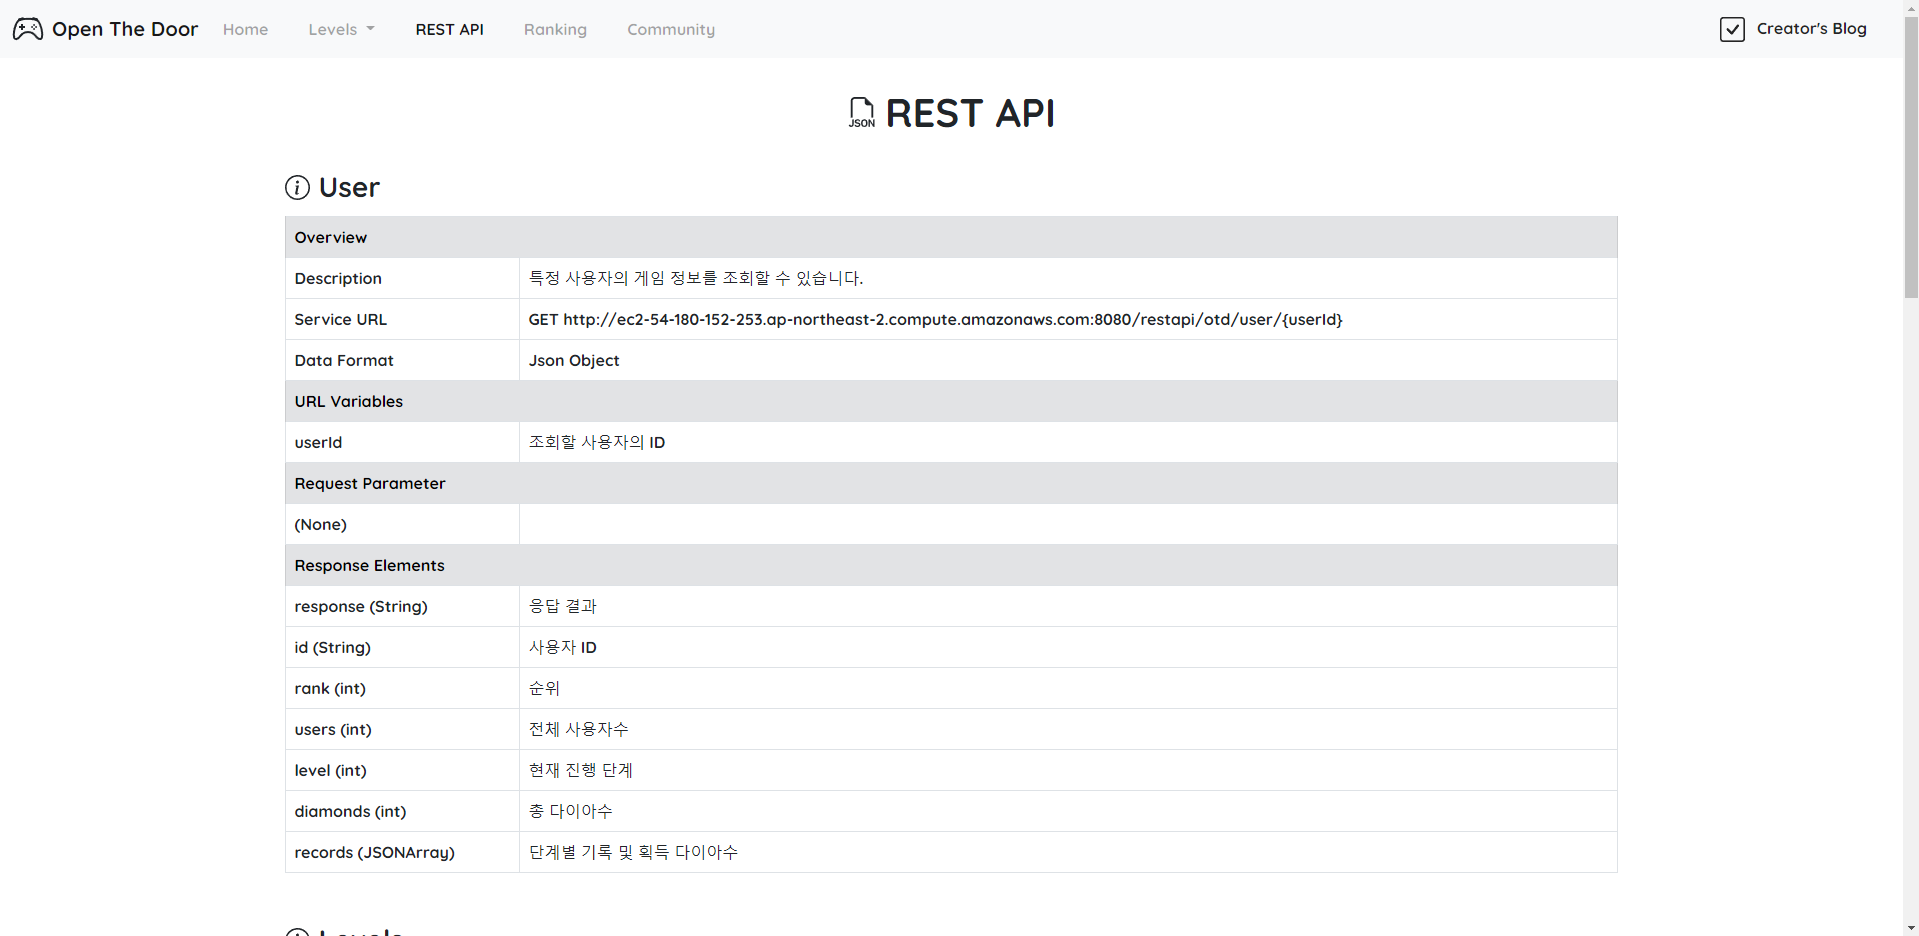 Open The Door Home Levels REST API Ranking Community Creator's Blog
JSON REST API
User
Overview
Description 특정 사용자의 게임 정보를 조회할 수 있습니다.
Service URL GET http://ec2-54-180-152-253.ap-northeast-2.compute.amazonaws.com:8080/restapi/otd/user/{userId}
Data Format Json Object
URL Variables
userId 조회할 사용자의 ID
Request Parameter
(None)
Response Elements
response (String) 응답 결과
id (String) 사용자 ID
rank (int) 순위
users (int) 전체 사용자수
level (int) 현재 진행 단계
diamonds (int) 총 다이아수
records (JSONArray) 단계별 기록 및 획득 다이아수
Levels